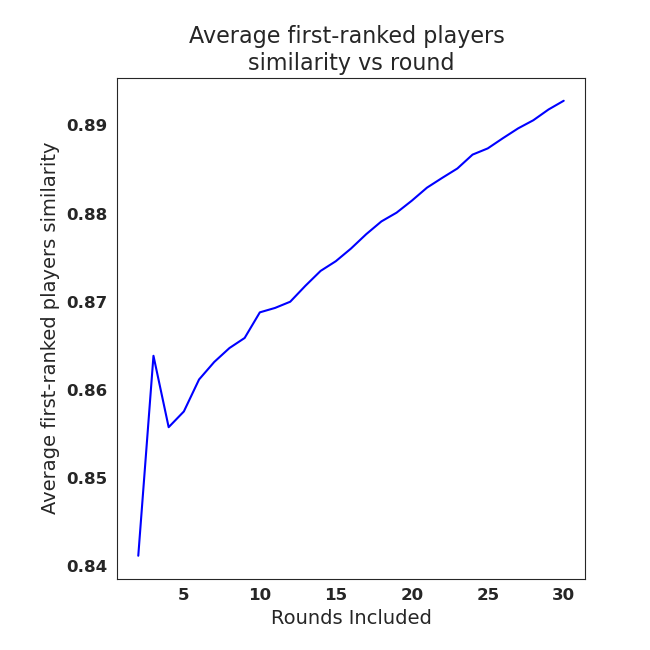 Average first-ranked players
similarity vs round
Average first-ranked players similarity
0.89
0.88
0.87
0.86
0.85
0.84
5 10 15 20 25 30
Rounds Included